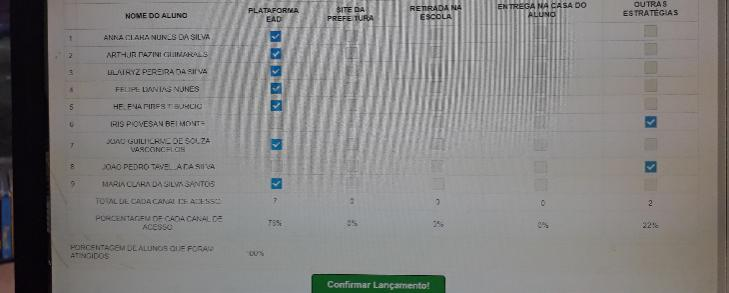 NOME DO ALUNO PLATAFORMA EAD SITE DA PREFEITURA RETIRADA NA ESCOLA ENTREGA NA CASA DO ALUNO OUTRAS ESTRATÉGIAS
1 ANNA CLARA NUNES DA SILVA
2 ARTHUR PAZINI GUIMARAES
3 BEATRYZ PEREIRA DA SILVA
4 FELIPE DANTAS NUNES
5 HELENA PIRES TIBURCIO
6 IRIS PIOVESAN BELMONTE
7 JOAO GUILHERME DE SOUZA
VASCONCELOS
8 JOAO PEDRO TAVELLA DA SILVA
9 MARIA CLARA DA SILVA SANTOS
TOTAL DE CADA CANAL DE ACESSO 7 0 0 0 2
PORCENTAGEM DE CADA CANAL DE
ACESSO 78% 0% 0% 0% 22%
PORCENTAGEM DE ALUNOS QUE FORAM
ATINGIDOS 100%
Confirmar Lançamento!